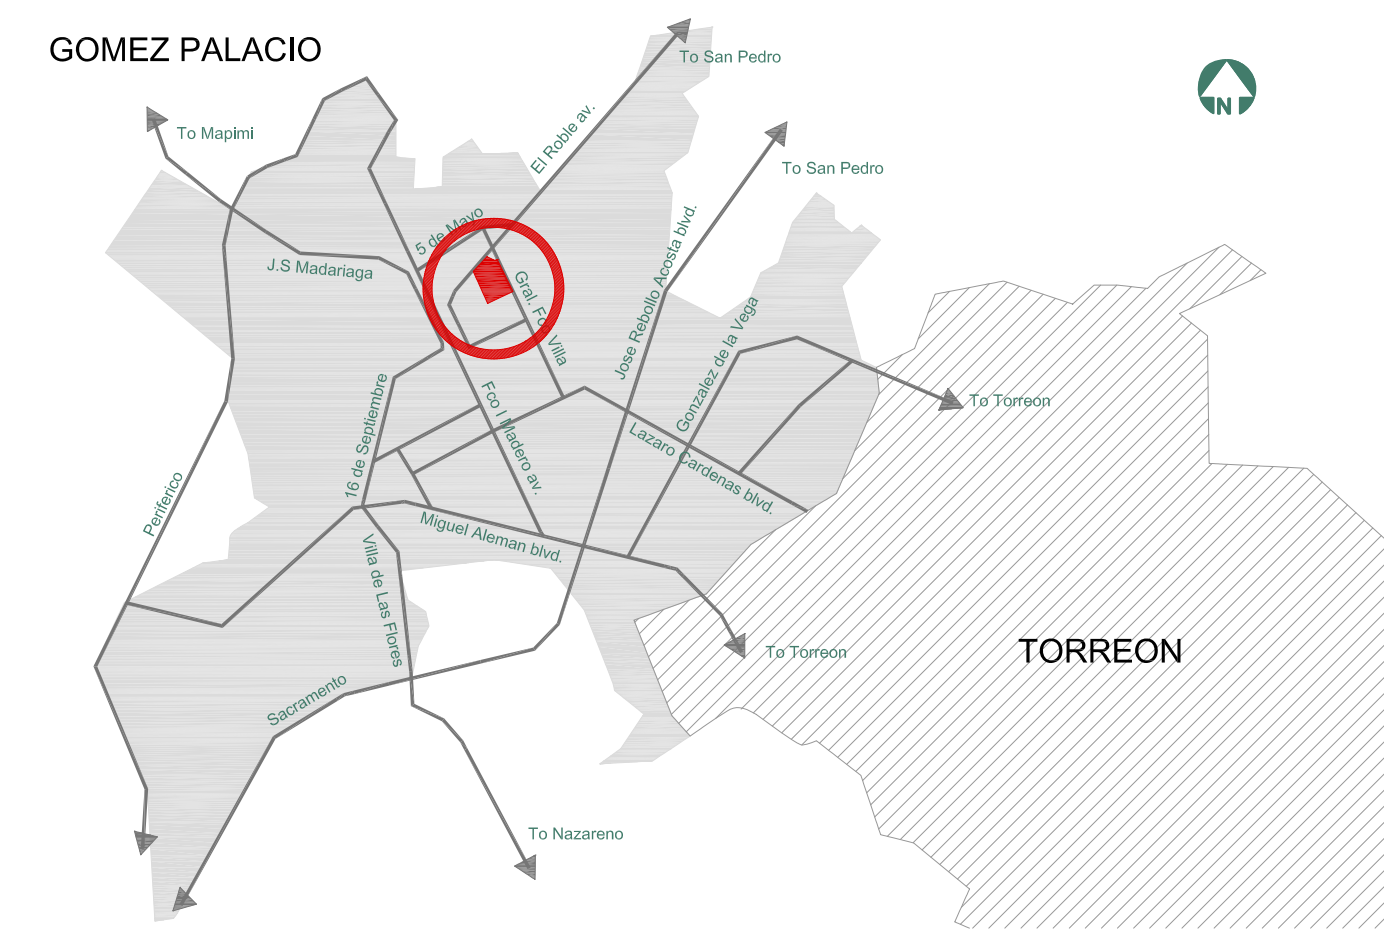 GOMEZ PALACIO
To San Pedro
N
El Roble av.
To Mapimi
To San Pedro
5 de Mayo
J.S Madariaga
Jose Rebollo Acosta blvd.
Gral. Fco. Villa
Gonzalez de la Vega
16 de Septiembre
Fco I Madero av.
To Torreon
Lazaro Cardenas blvd.
Periferico
Miguel Aleman blvd.
Villa de Las Flores
To Torreon
TORREON
Sacramento
To Nazareno